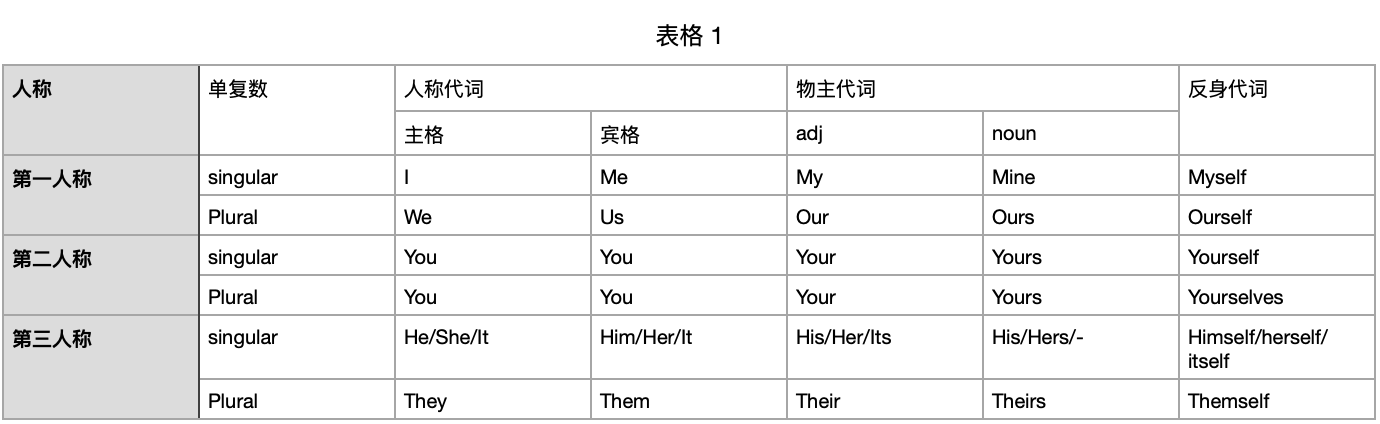 表格 1
人称 单复数 人称代词 物主代词 反身代词
主格 宾格 adj noun
第一人称 singular I Me My Mine Myself
Plural We Us Our Ours Ourself
第二人称 singular You You Your Yours Yourself
Plural You You Your Yours Yourselves
第三人称 singular He/She/It Him/Her/It His/Her/Its His/Hers/- Himself/herself/
itself
Plural They Them Their Theirs Themself